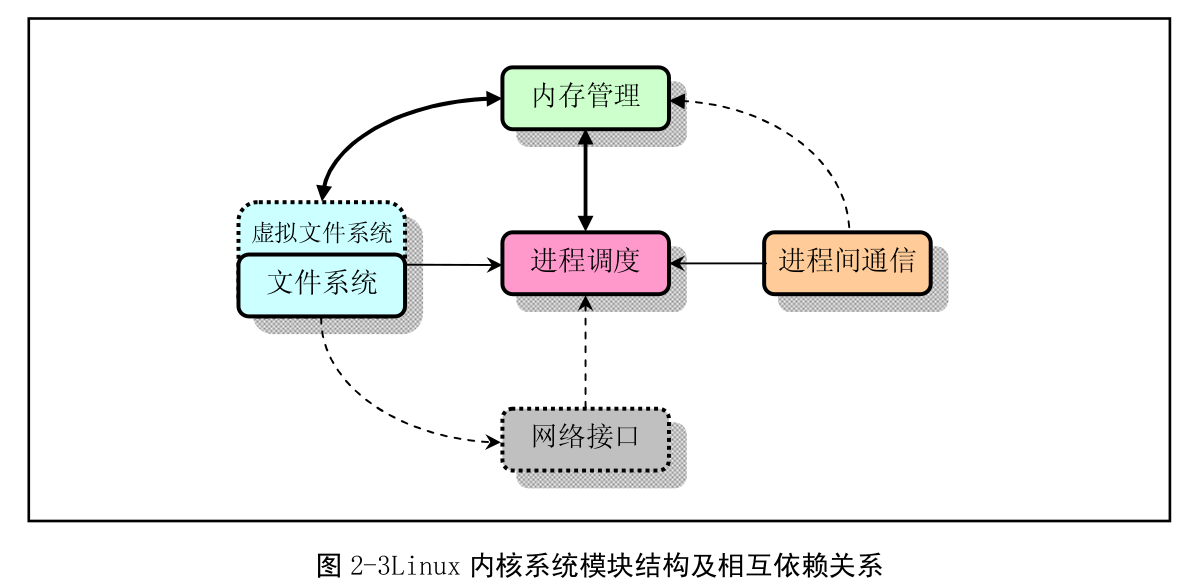 内存管理
虚拟文件系统
文件系统
进程调度
进程间通信
网络接口
图 2-3Linux 内核系统模块结构及相互依赖关系